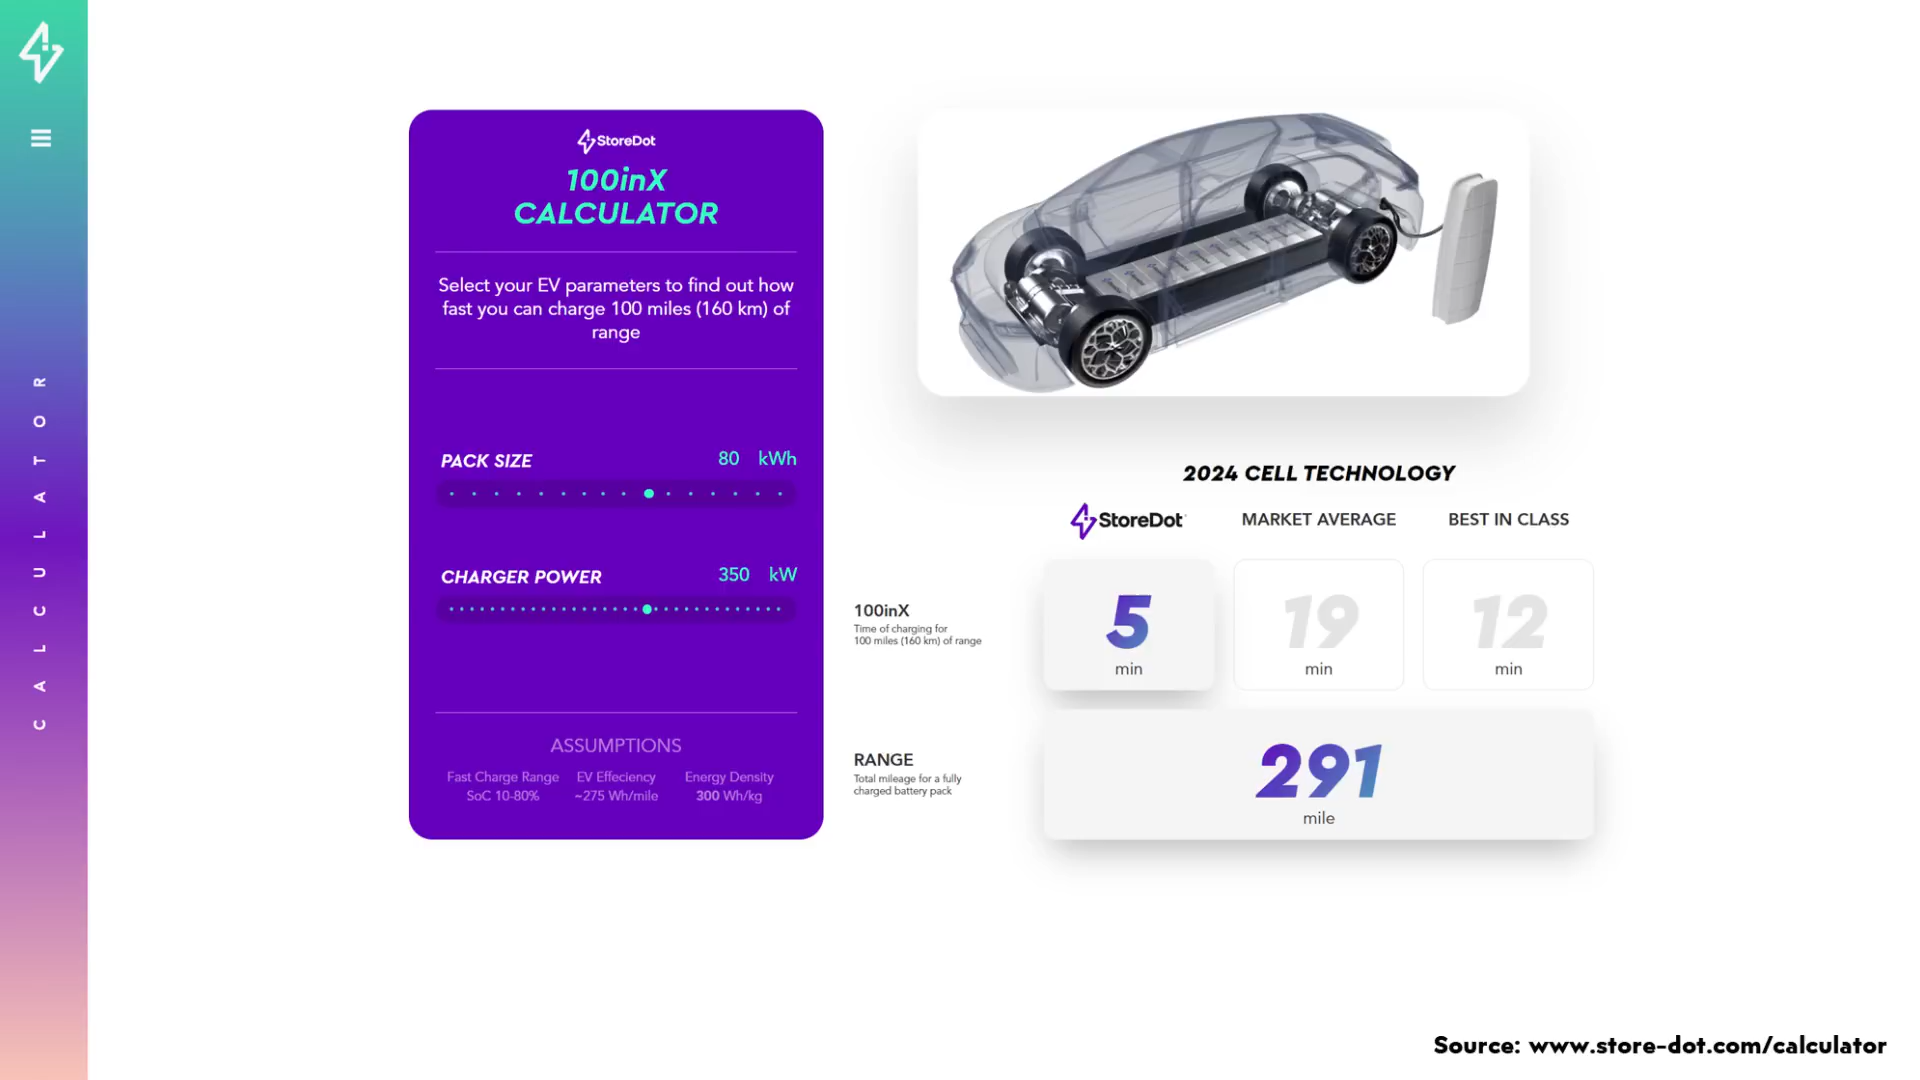 StoreDot
100inX
CALCULATOR
Select your EV parameters to find out how
fast you can charge 100 miles (160 km) of
range
PACK SIZE 80 kWh
CHARGER POWER 350 kW
ASSUMPTIONS
Fast Charge Range EV Effeciency Energy Density
SoC 10-80% ~275 Wh/mile 300 Wh/kg
CALCULATOR
2024 CELL TECHNOLOGY
StoreDot MARKET AVERAGE BEST IN CLASS
100inX
Time of charging for
100 miles (160 km) of range
5 19 12
min min min
RANGE
Total mileage for a fully
charged battery pack
291
mile
Source: www.store-dot.com/calculator